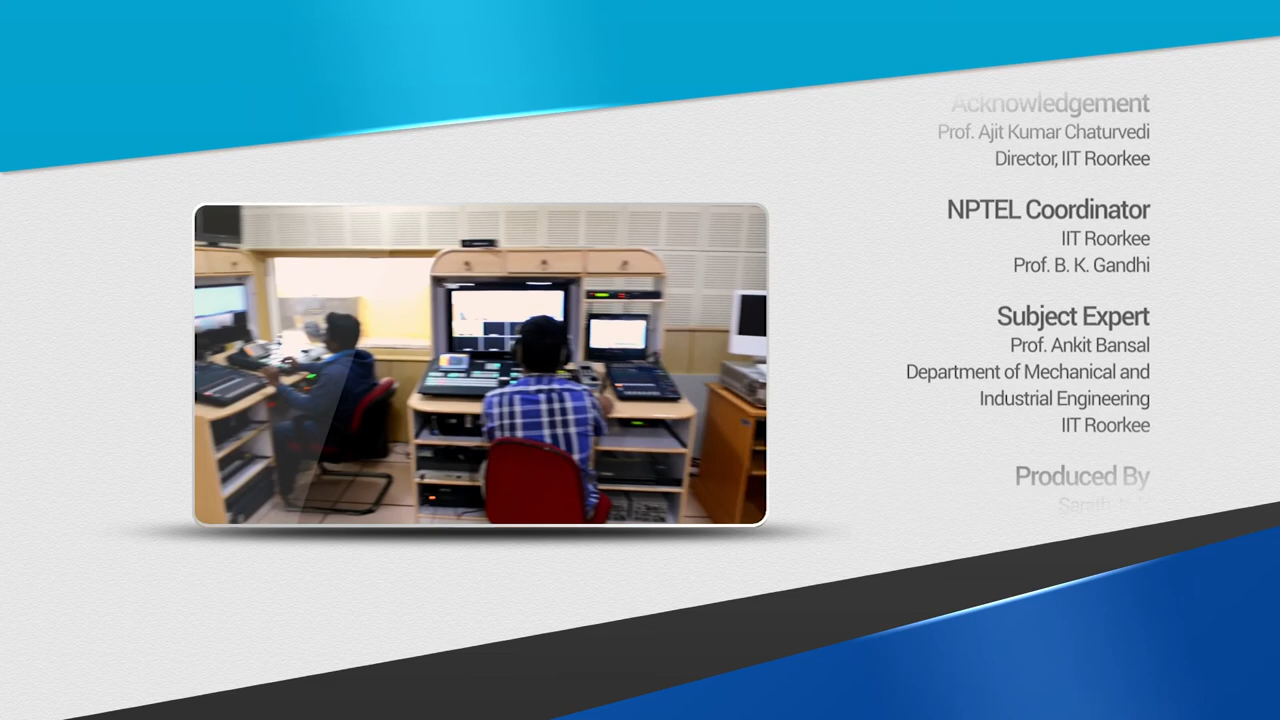 Acknowledgement
Prof. Ajit Kumar Chaturvedi
Director, IIT Roorkee
NPTEL Coordinator
IIT Roorkee
Prof. B. K. Gandhi
Subject Expert
Prof. Ankit Bansal
Department of Mechanical and
Industrial Engineering
IIT Roorkee
Produced By
Sarath